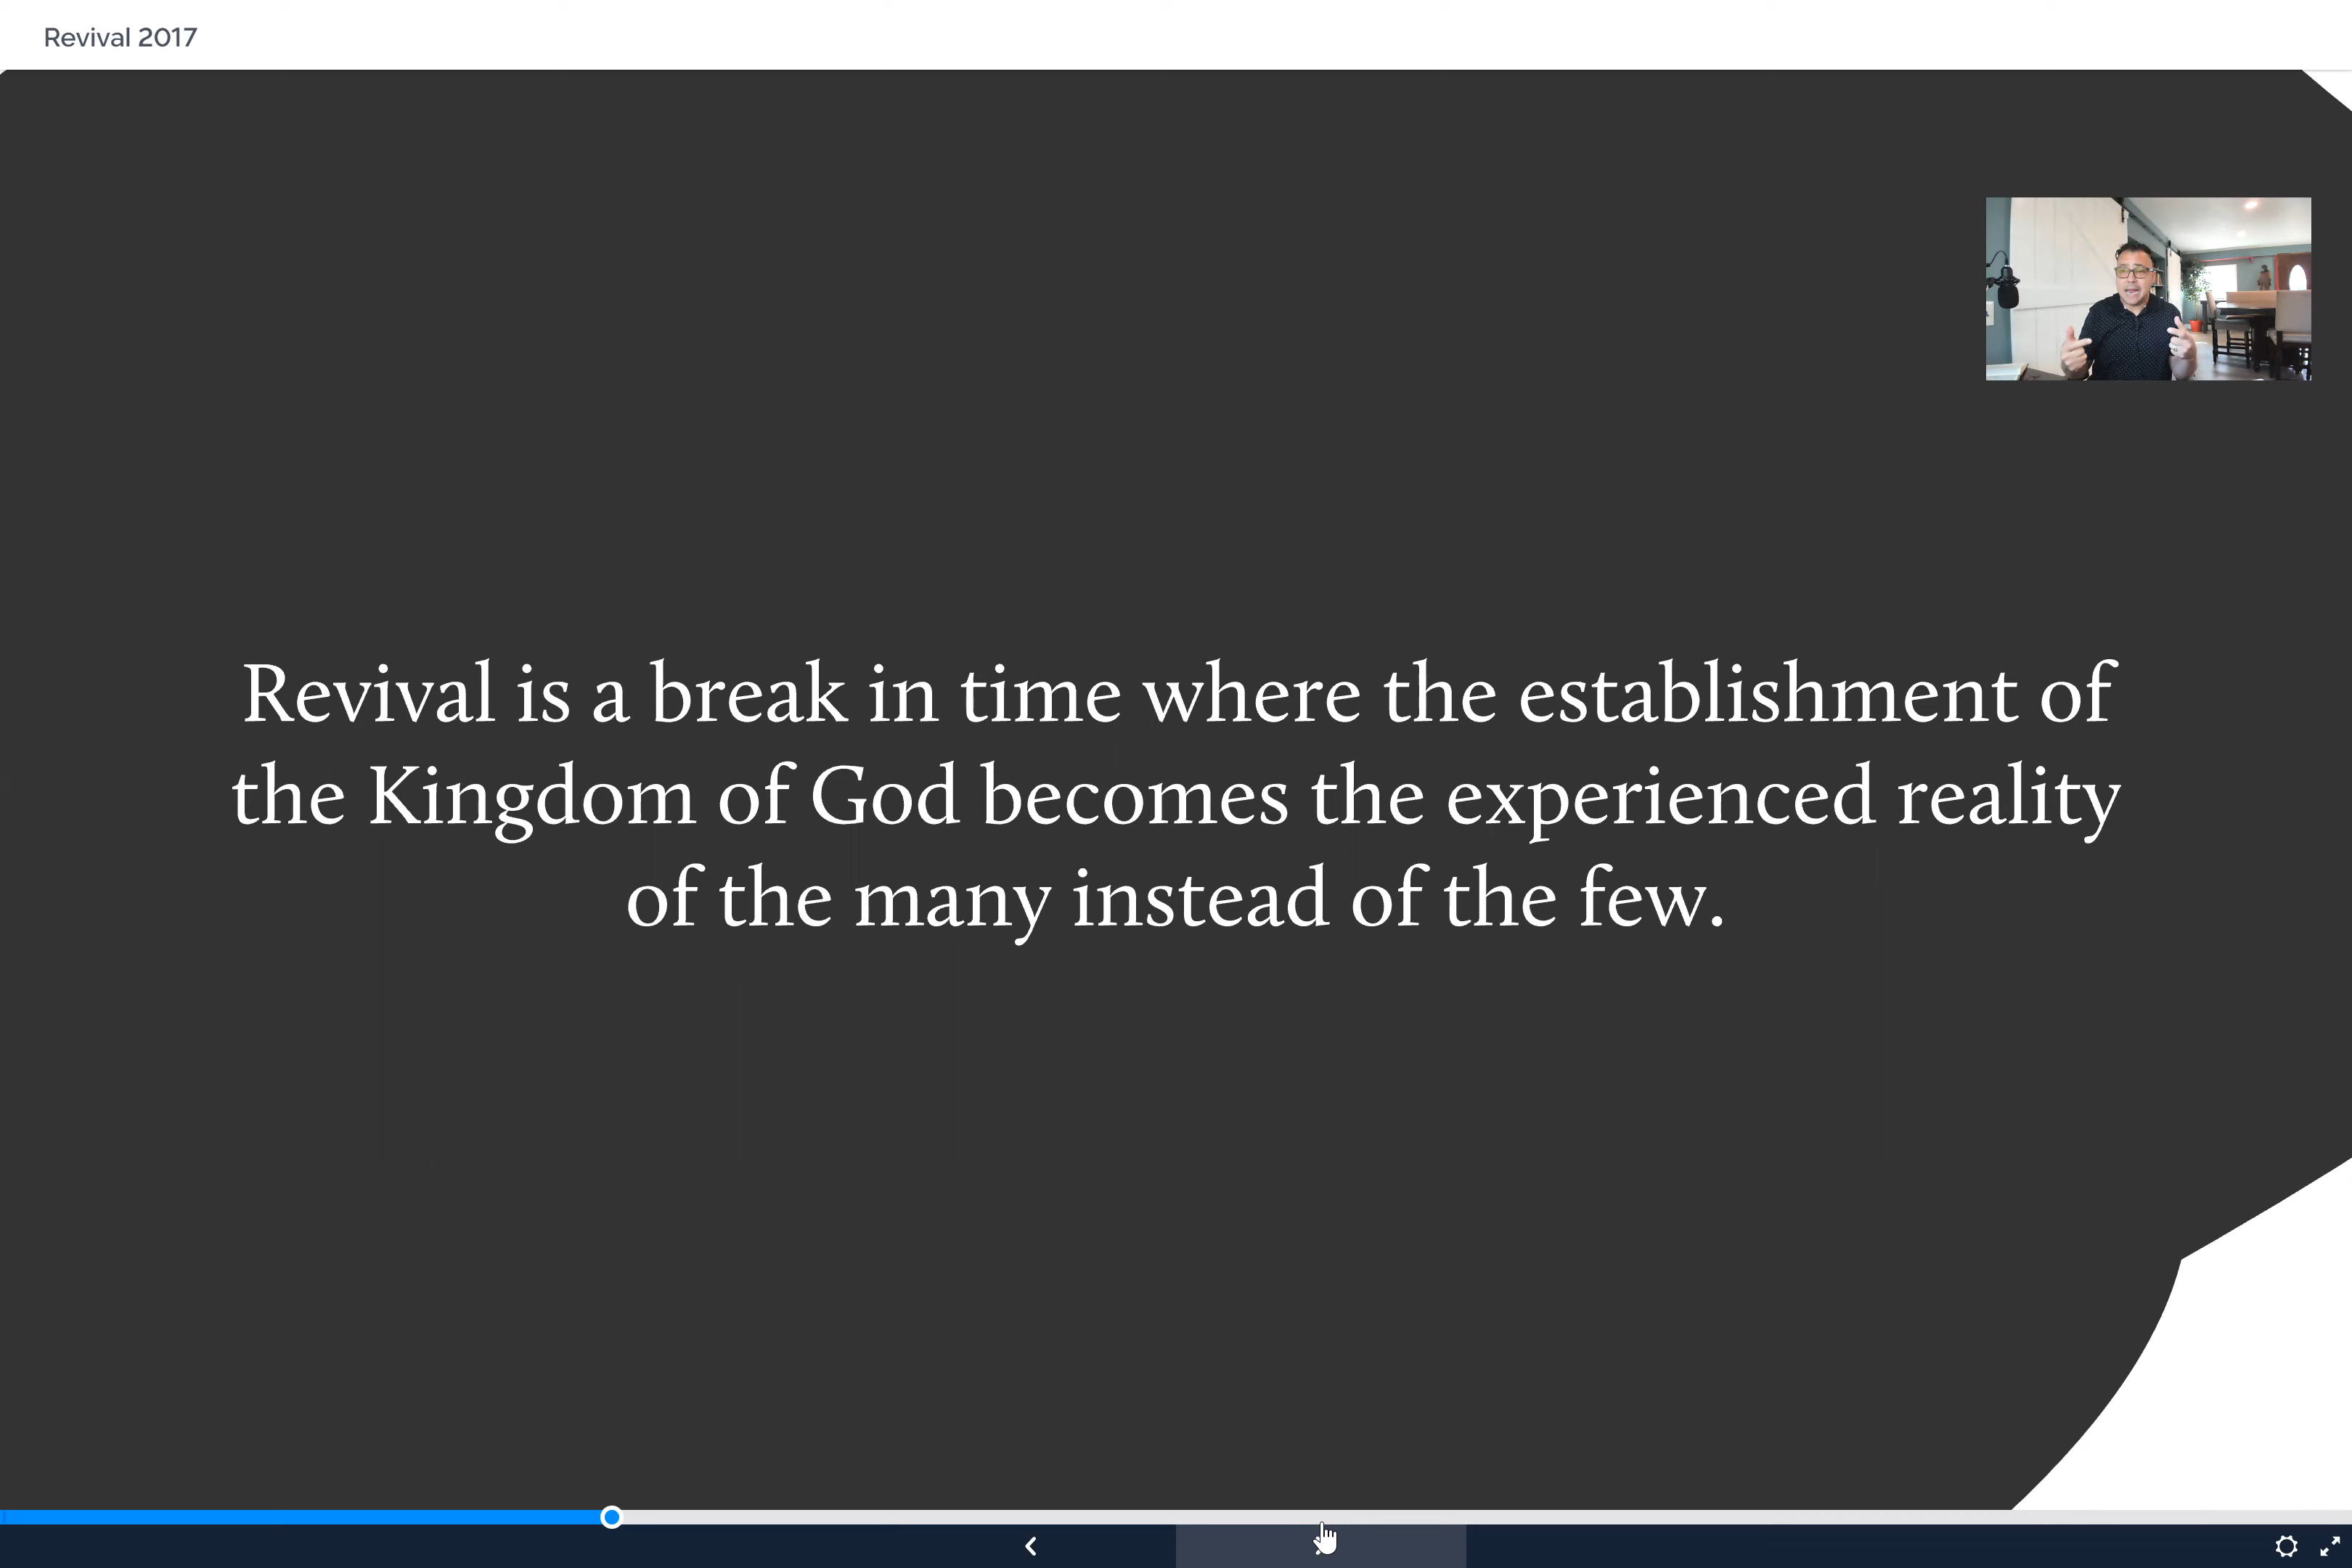 Revival 2017
Revival is a break in time where the establishment of
the Kingdom of God becomes the experienced reality
of the many instead of the few.